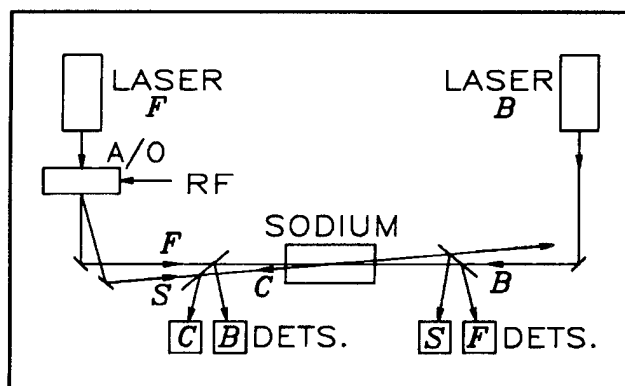 LASER
F
LASER
B
A/O
RF
SODIUM
F
S
C
B
C B DETS.
S F DETS.